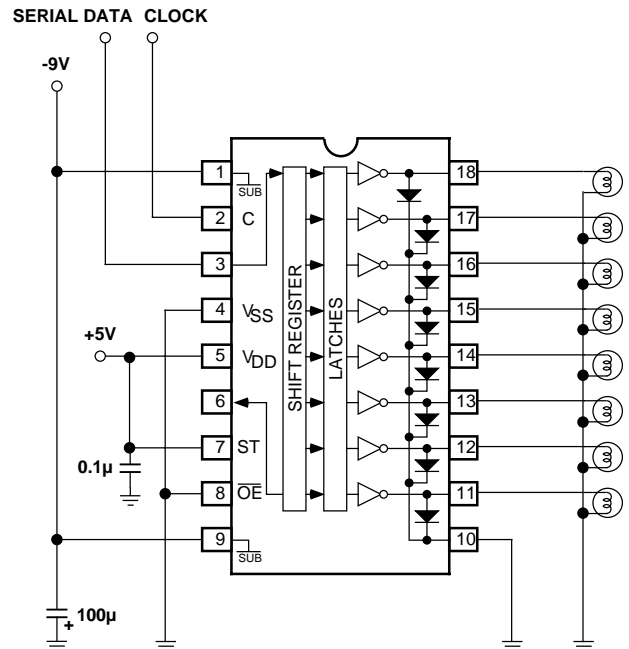 SERIAL DATA CLOCK
-9V
1
SUB
18
2
C
17
3
16
4
VSS
15
+5V
5
VDD
14
6
13
7
ST
12
0.1µ
8
OE
11
9
SUB
10
SHIFT REGISTER
LATCHES
+ 100µ